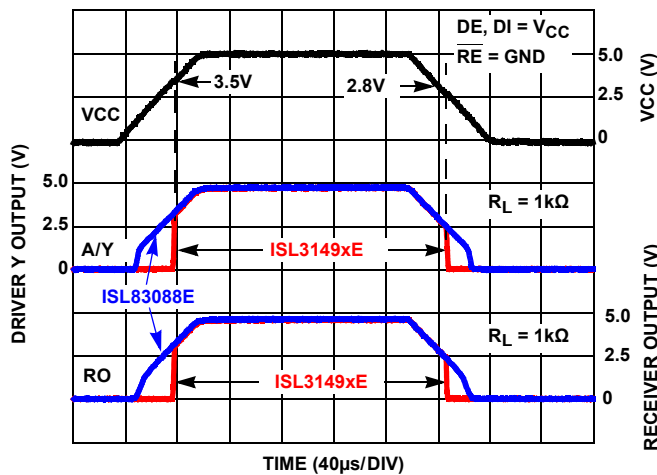 DE, DI = VCC
RE = GND
5.0
3.5V
2.8V
2.5
VCC
0
VCC (V)
DRIVER Y OUTPUT (V)
5.0
RL = 1kΩ
2.5
A/Y
ISL3149xE
0
ISL83088E
5.0
RL = 1kΩ
2.5
RO
ISL3149xE
0
RECEIVER OUTPUT (V)
TIME (40µs/DIV)